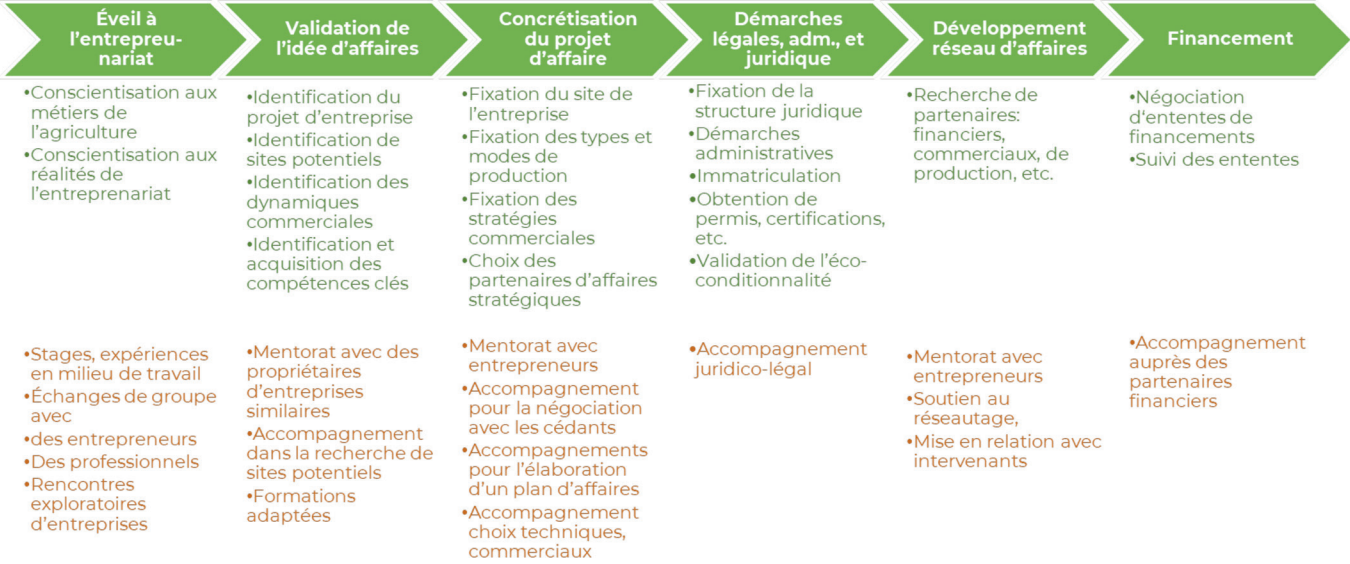 Éveil à
l'entrepreu-
nariat
Validation de
l'idée d'affaires
Concrétisation
du projet
d'affaire
Démarches
légales, adm., et
juridique
Développement
réseau d'affaires
Financement
•Conscientisation aux
métiers de
l'agriculture
•Conscientisation aux
réalités de
l'entreprenariat
•Identification du
projet d'entreprise
•Identification de
sites potentiels
•Identification des
dynamiques
commerciales
•Identification et
acquisition des
compétences clés
•Fixation du site de
l'entreprise
•Fixation des types et
modes de
production
•Fixation des
stratégies
commerciales
•Choix des
partenaires d'affaires
stratégiques
•Fixation de la
structure juridique
•Démarches
administratives
•Immatriculation
•Obtention de
permis, certifications,
etc.
•Validation de l'éco-
conditionnalité
•Recherche de
partenaires:
financiers,
commerciaux, de
production, etc.
•Négociation
d'ententes de
financements
•Suivi des ententes
•Stages, expériences
en milieu de travail
•Échanges de groupe
avec
•des entrepreneurs
•Des professionnels
•Rencontres
exploratoires
d'entreprises
•Mentorat avec des
propriétaires
d'entreprises
similaires
•Accompagnement
dans la recherche de
sites potentiels
•Formations
adaptées
•Mentorat avec
entrepreneurs
•Accompagnement
pour la négociation
avec les cédants
•Accompagnements
pour l'élaboration
d'un plan d'affaires
•Accompagnement
choix techniques,
commerciaux
•Accompagnement
juridico-légal
•Mentorat avec
entrepreneurs
•Soutien au
réseautage,
•Mise en relation avec
intervenants
•Accompagnement
auprès des
partenaires
financiers